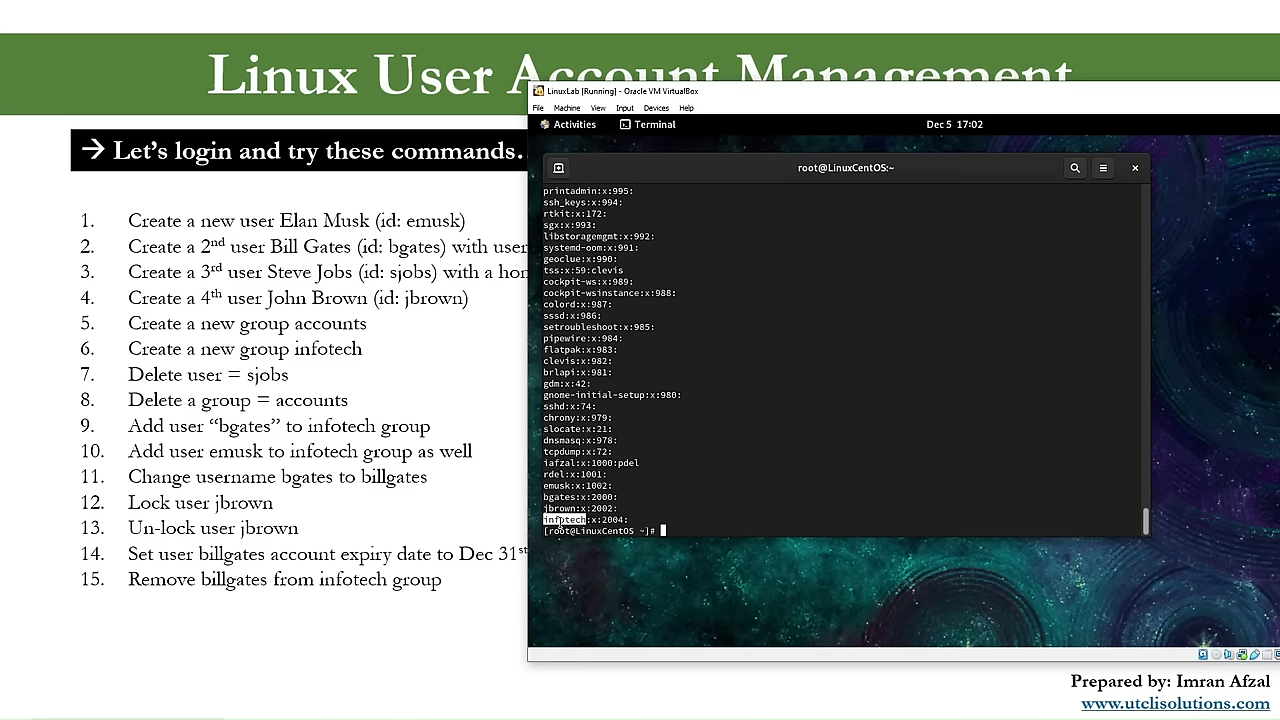 Linux User Account Management
→ Let's login and try these commands..
1. Create a new user Elan Musk (id: emusk)
2. Create a 2nd user Bill Gates (id: bgates) with user
3. Create a 3rd user Steve Jobs (id: sjobs) with a hom
4. Create a 4th user John Brown (id: jbrown)
5. Create a new group accounts
6. Create a new group infotech
7. Delete user = sjobs
8. Delete a group = accounts
9. Add user “bgates” to infotech group
10. Add user emusk to infotech group as well
11. Change username bgates to billgates
12. Lock user jbrown
13. Un-lock user jbrown
14. Set user billgates account expiry date to Dec 31st
15. Remove billgates from infotech group
LinuxLab [Running] - Oracle VM VirtualBox
File Machine View Input Devices Help
Activities Terminal Dec 5 17:02
root@LinuxCentOS:~
printadmin:x:995:
ssh_keys:x:994:
rtkit:x:172:
sgx:x:993:
libstoragemgmt:x:992:
systemd-oom:x:991:
geoclue:x:990:
tss:x:59:clevis
cockpit-ws:x:989:
cockpit-wsinstance:x:988:
colord:x:987:
sssd:x:986:
setroubleshoot:x:985:
pipewire:x:984:
flatpak:x:983:
clevis:x:982:
brlapi:x:981:
gdm:x:42:
gnome-initial-setup:x:980:
sshd:x:74:
chrony:x:979:
slocate:x:21:
dnsmasq:x:978:
tcpdump:x:72:
iafzal:x:1000:pdel
rdel:x:1001:
emusk:x:1002:
bgates:x:2000:
jbrown:x:2002:
infotech:x:2004:
[root@LinuxCentOS ~]#
Prepared by: Imran Afzal
www.utclisolutions.com